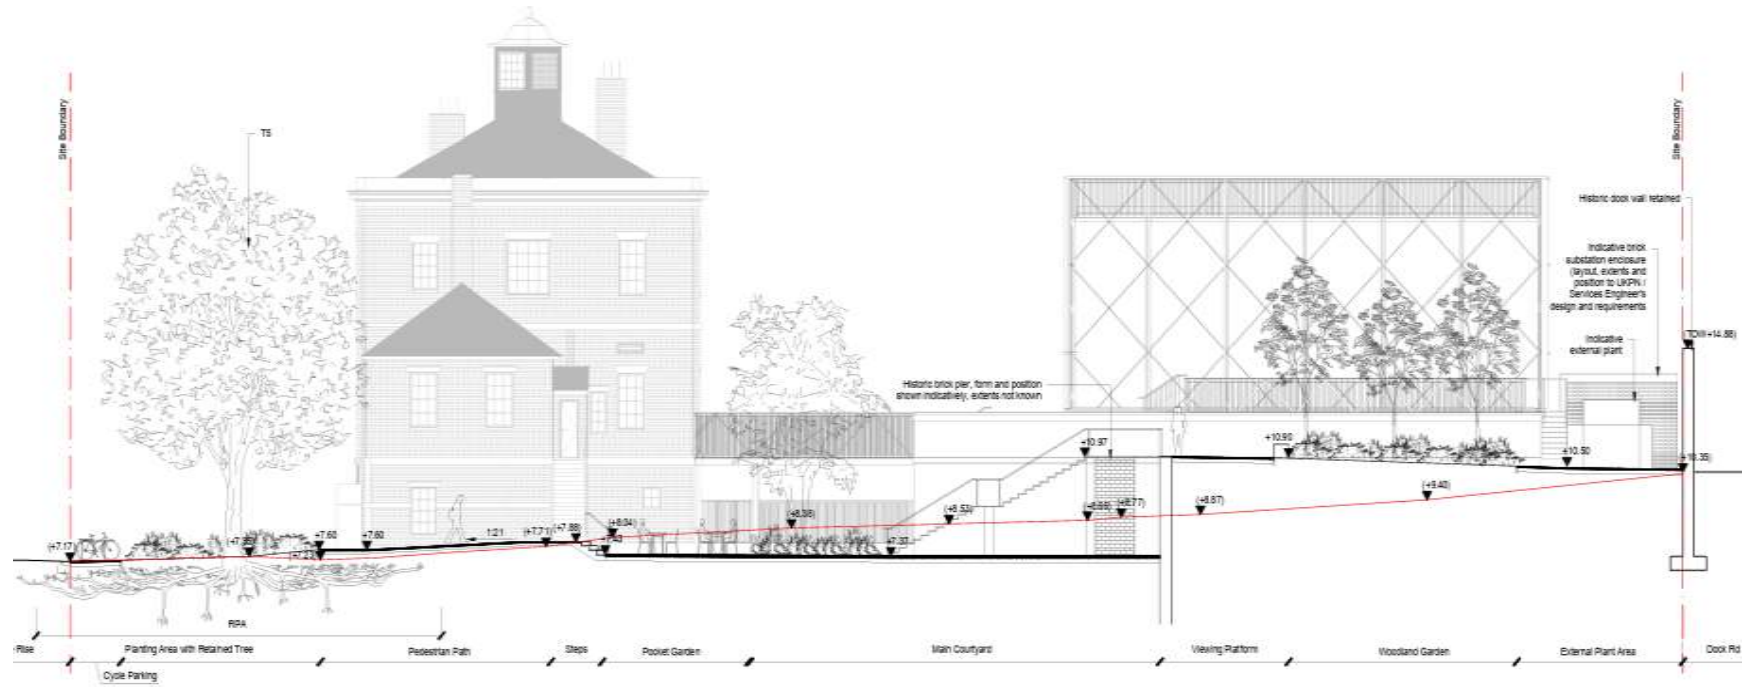 Site Boundary
T5
Site Boundary
Historic dock wall retained
Indicative brick
substation enclosure
(layout, extents and
position to UKPN /
Services Engineer's
design and requirements
(TOW+14.88)
Indicative
external plant
Historic brick pier, form and position
shown indicatively, extents not known
+10.97
+10.90
+10.50
+10.35)
(+9.40)
(+8.87)
(+8.77)
(+8.53)
(+8.38)
(+8.04)
(+7.88)
(+7.71)
1:21
+7.60
+7.60
(+7.17)
+7.37
RPA
Rise
Planting Area with Retained Tree
Pedestrian Path
Steps
Pocket Garden
Main Courtyard
Viewing Platform
Woodland Garden
External Plant Area
Dock Rd
Cycle Parking